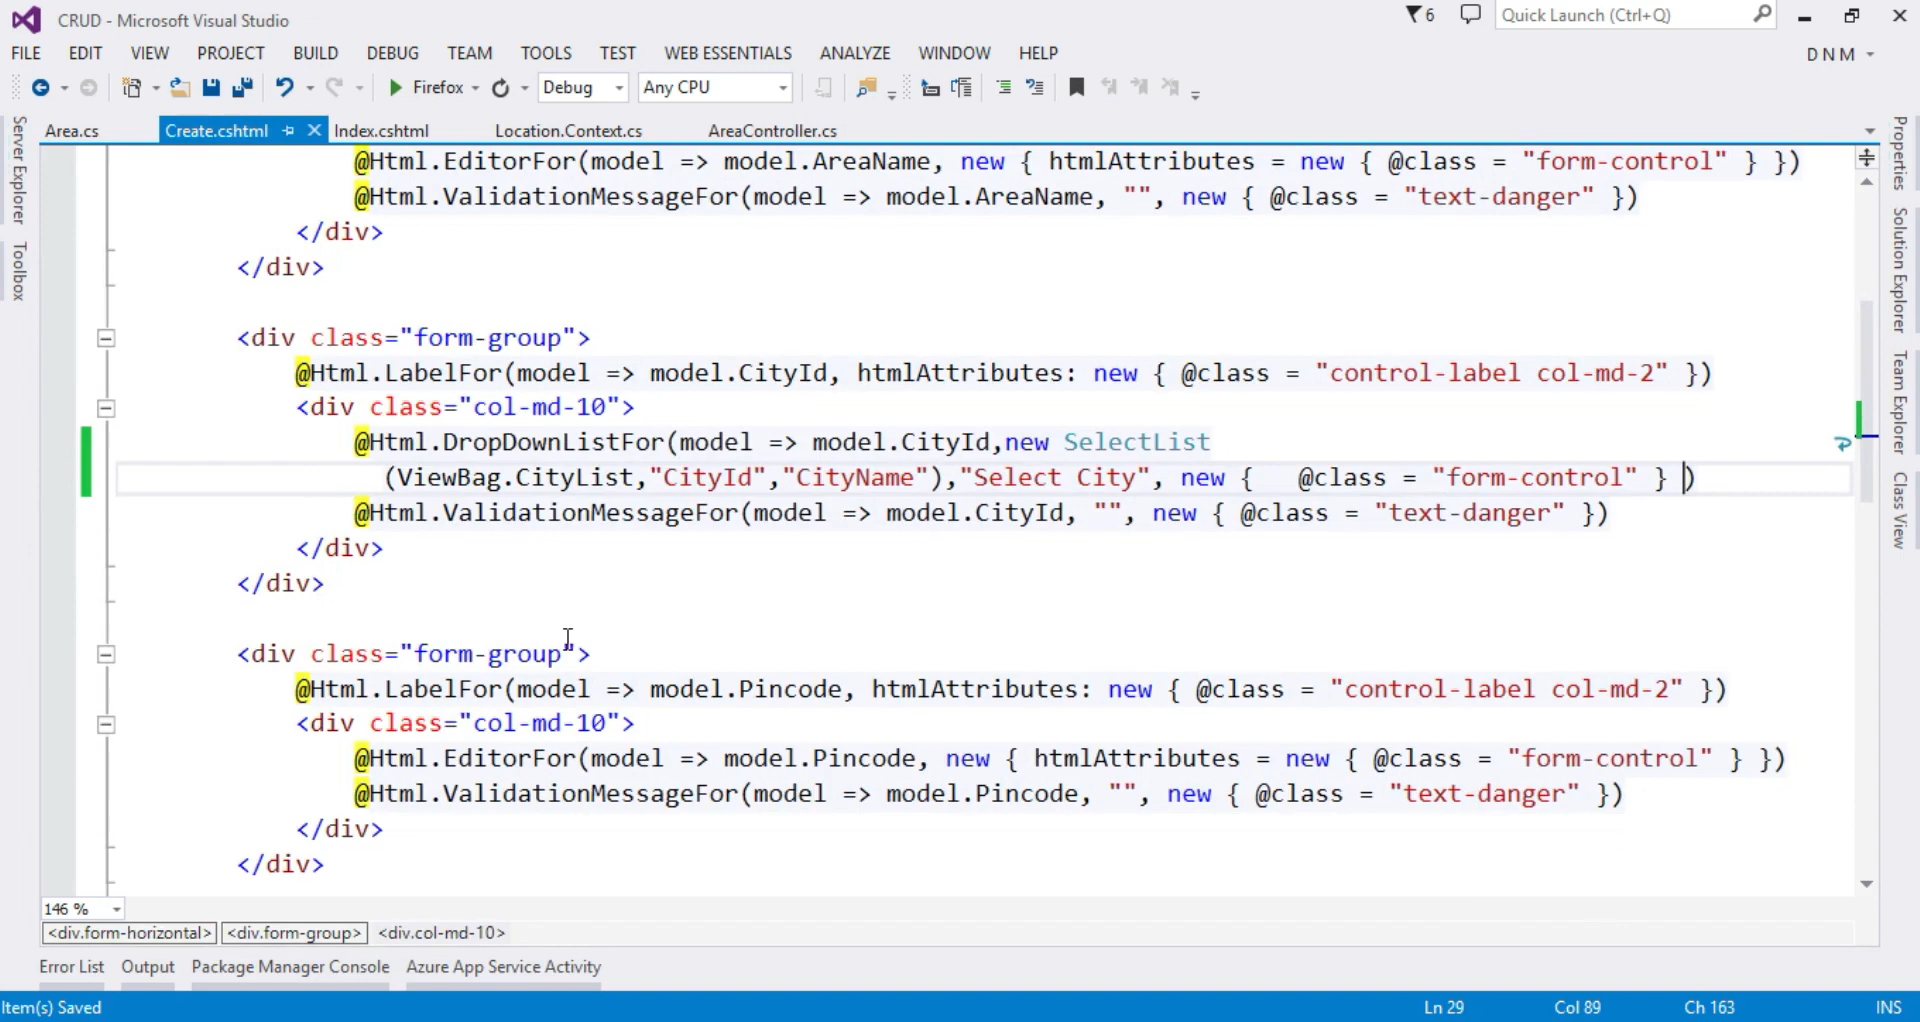 CRUD - Microsoft Visual Studio
6
Quick Launch (Ctrl+Q)
FILE EDIT VIEW PROJECT BUILD DEBUG TEAM TOOLS TEST WEB ESSENTIALS ANALYZE WINDOW HELP
D N M
Firefox Debug Any CPU
Area.cs Create.cshtml Index.cshtml Location.Context.cs AreaController.cs
Server Explorer
Toolbox
@Html.EditorFor(model => model.AreaName, new { htmlAttributes = new { @class = "form-control" } })
@Html.ValidationMessageFor(model => model.AreaName, "", new { @class = "text-danger" })
</div>
</div>
<div class="form-group">
@Html.LabelFor(model => model.CityId, htmlAttributes: new { @class = "control-label col-md-2" })
<div class="col-md-10">
@Html.DropDownListFor(model => model.CityId,new SelectList
(ViewBag.CityList,"CityId","CityName"),"Select City", new {   @class = "form-control" } )
@Html.ValidationMessageFor(model => model.CityId, "", new { @class = "text-danger" })
</div>
</div>
<div class="form-group">
@Html.LabelFor(model => model.Pincode, htmlAttributes: new { @class = "control-label col-md-2" })
<div class="col-md-10">
@Html.EditorFor(model => model.Pincode, new { htmlAttributes = new { @class = "form-control" } })
@Html.ValidationMessageFor(model => model.Pincode, "", new { @class = "text-danger" })
</div>
</div>
Properties
Solution Explorer
Team Explorer
Class View
146 %
<div.form-horizontal> <div.form-group> <div.col-md-10>
Error List Output Package Manager Console Azure App Service Activity
Item(s) Saved Ln 29 Col 89 Ch 163 INS